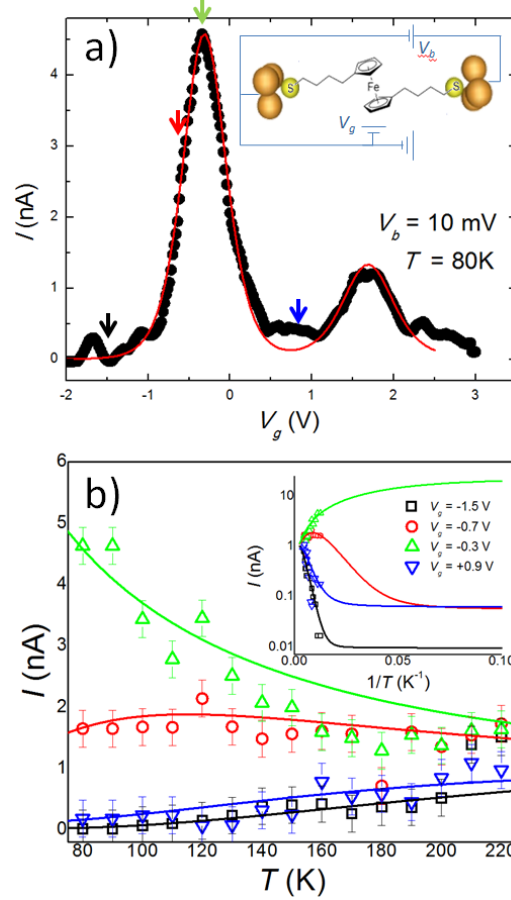 a)
V_b
S
Fe
S
V_g
V_b = 10 mV
T = 80K
I (nA)
5
4
3
2
1
0
-2 -1 0 1 2 3
V_g (V)
b)
I (nA)
6
5
4
3
2
1
0
80 100 120 140 160 180 200 220
T (K)
I (nA)
10
1
0.1
0.01
0.00 0.05 0.10
1/T (K⁻¹)
V_g = -1.5 V
V_g = -0.7 V
V_g = -0.3 V
V_g = +0.9 V